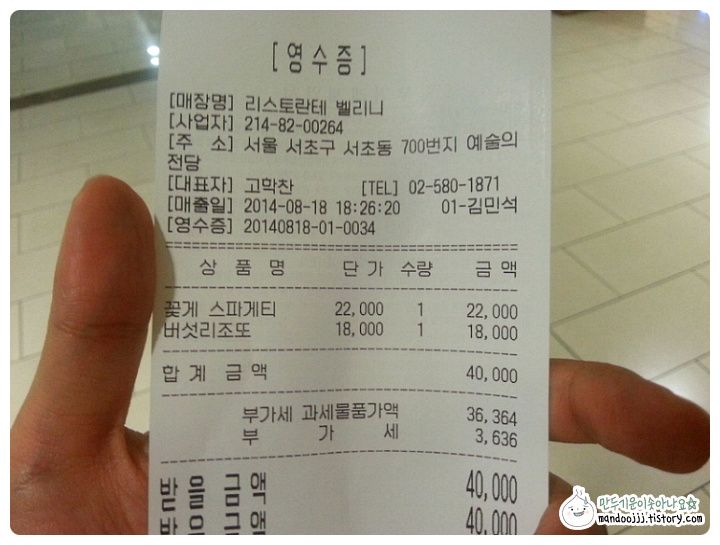 [영수증]
[매장명] 리스토란테 벨리니
[사업자] 214-82-00264
[주 소] 서울 서초구 서초동 700번지 예술의
전당
[대표자] 고학찬 [TEL] 02-580-1871
[매출일] 2014-08-18 18:26:20 01-김민석
[영수증] 20140818-01-0034
상 품 명 단 가 수량 금 액
꽃게 스파게티 22,000 1 22,000
버섯리조또 18,000 1 18,000
합 계 금 액 40,000
부가세 과세물품가액 36,364
부 가 세 3,636
받을 금액 40,000
받은 금액 40,000
만두기운이솟아나요☆
mandoojjj.tistory.com